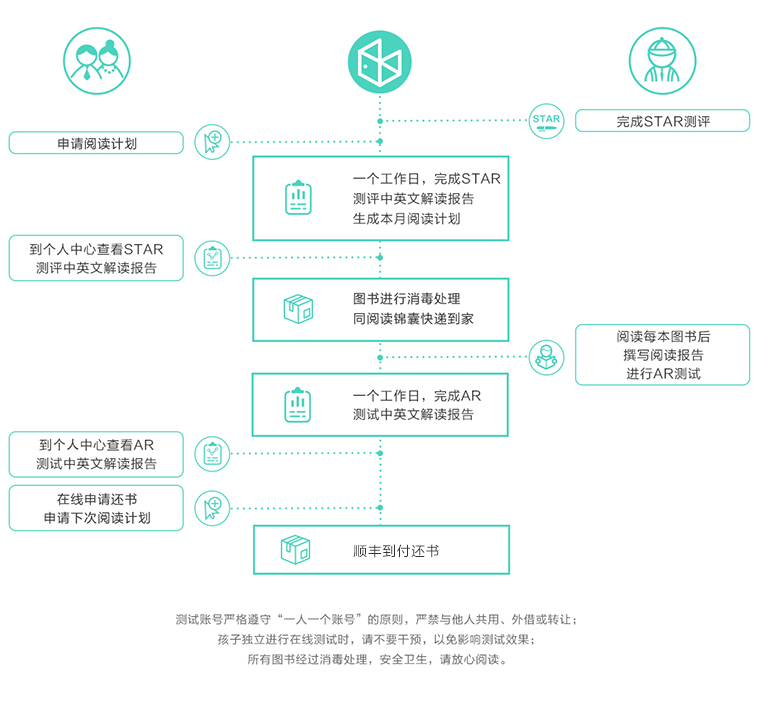 STAR
完成STAR测评
申请阅读计划
一个工作日，完成STAR
测评中英文解读报告
生成本月阅读计划
到个人中心查看STAR
测评中英文解读报告
图书进行消毒处理
同阅读锦囊快递到家
阅读每本图书后
撰写阅读报告
进行AR测试
一个工作日，完成AR
测试中英文解读报告
到个人中心查看AR
测试中英文解读报告
在线申请还书
申请下次阅读计划
顺丰到付还书
测试账号严格遵守“一人一个账号”的原则，严禁与他人共用、外借或转让；
孩子独立进行在线测试时，请不要干预，以免影响测试效果；
所有图书经过消毒处理，安全卫生，请放心阅读。